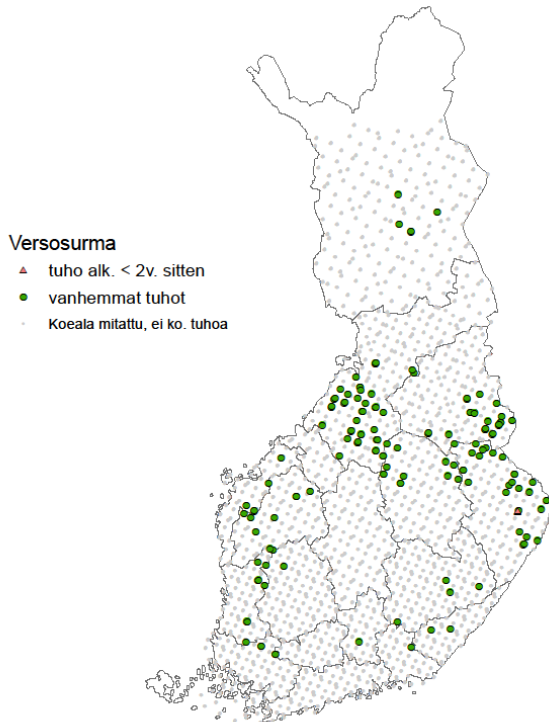 Versosurma
tuho alk. < 2v. sitten
vanhemmat tuhot
Koeala mitattu, ei ko. tuhoa